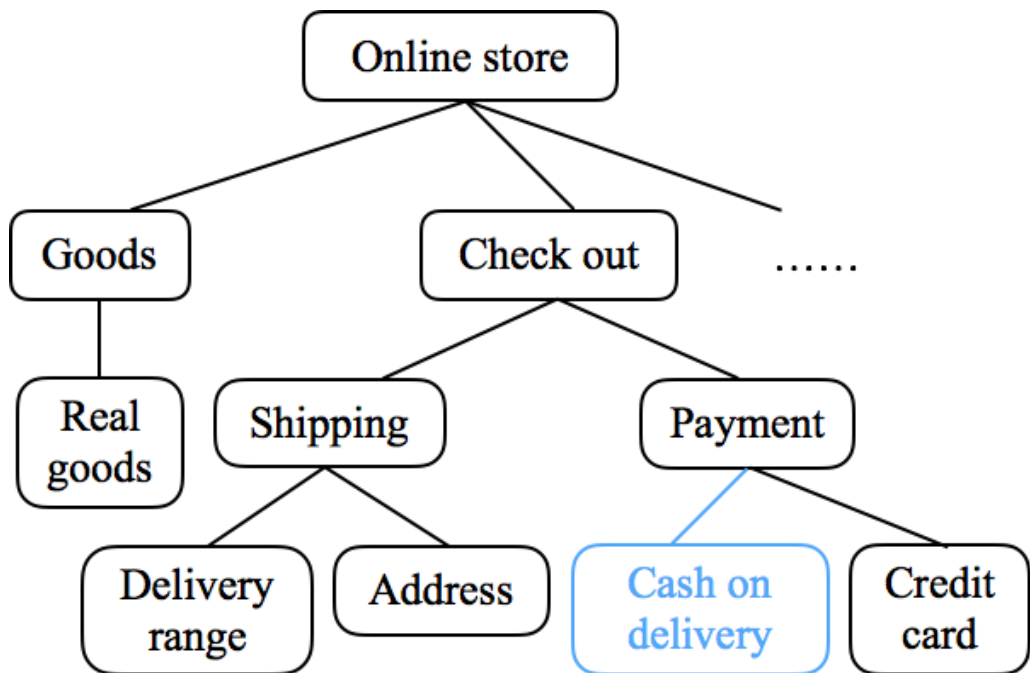 Online store
Goods
Check out
......
Real
goods
Shipping
Payment
Delivery
range
Address
Cash on
delivery
Credit
card